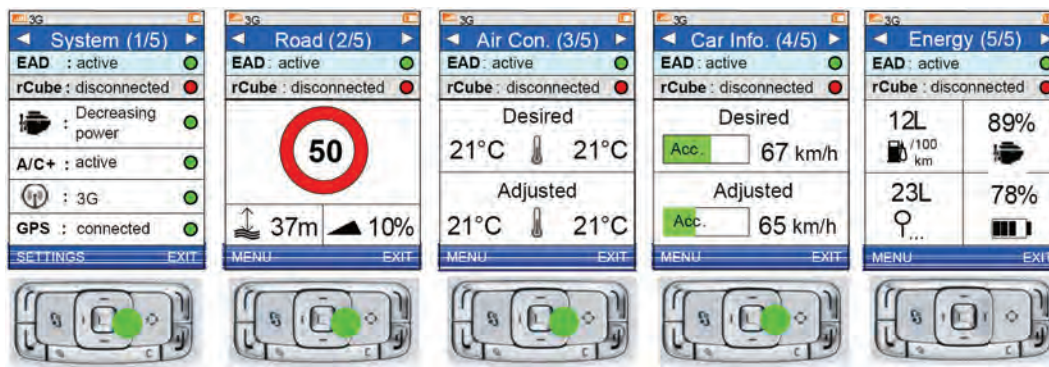 3G
System (1/5)
EAD : active
rCube : disconnected
: Decreasing
power
A/C+ : active
: 3G
GPS : connected
SETTINGS EXIT
3G
Road (2/5)
EAD : active
rCube : disconnected
50
37m 10%
MENU EXIT
3G
Air Con. (3/5)
EAD : active
rCube : disconnected
Desired
21°C 21°C
Adjusted
21°C 21°C
MENU EXIT
3G
Car Info. (4/5)
EAD : active
rCube : disconnected
Desired
Acc. 67 km/h
Adjusted
Acc. 65 km/h
MENU EXIT
3G
Energy (5/5)
EAD : active
rCube : disconnected
12L 89%
/100
km
23L 78%
...
MENU EXIT
C
C
C
C
C